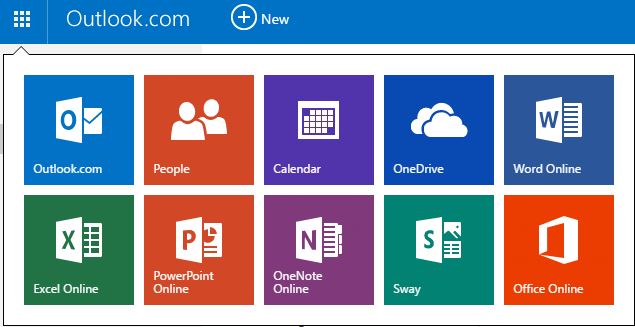 Outlook.com
New
Outlook.com
People
Calendar
OneDrive
Word Online
Excel Online
PowerPoint
Online
OneNote
Online
Sway
Office Online